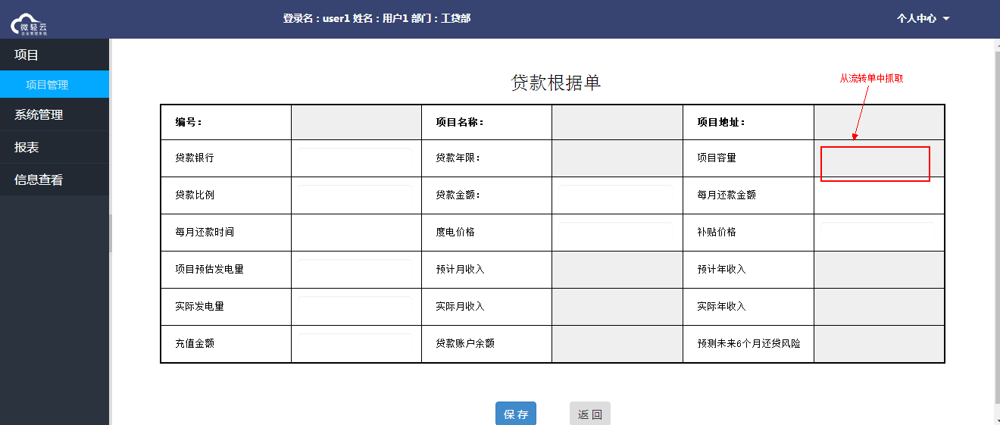 微轻云
企业管理系统
登录名：user1 姓名：用户1 部门：工贷部
个人中心
项目
项目管理
系统管理
报表
信息查看
贷款根据单
从流转单中抓取
编号： 项目名称： 项目地址：
贷款银行 贷款年限： 项目容量
贷款比例 贷款金额： 每月还款金额
每月还款时间 度电价格 补贴价格
项目预估发电量 预计月收入 预计年收入
实际发电量 实际月收入 实际年收入
充值金额 贷款账户余额 预测未来6个月还贷风险
保存 返回